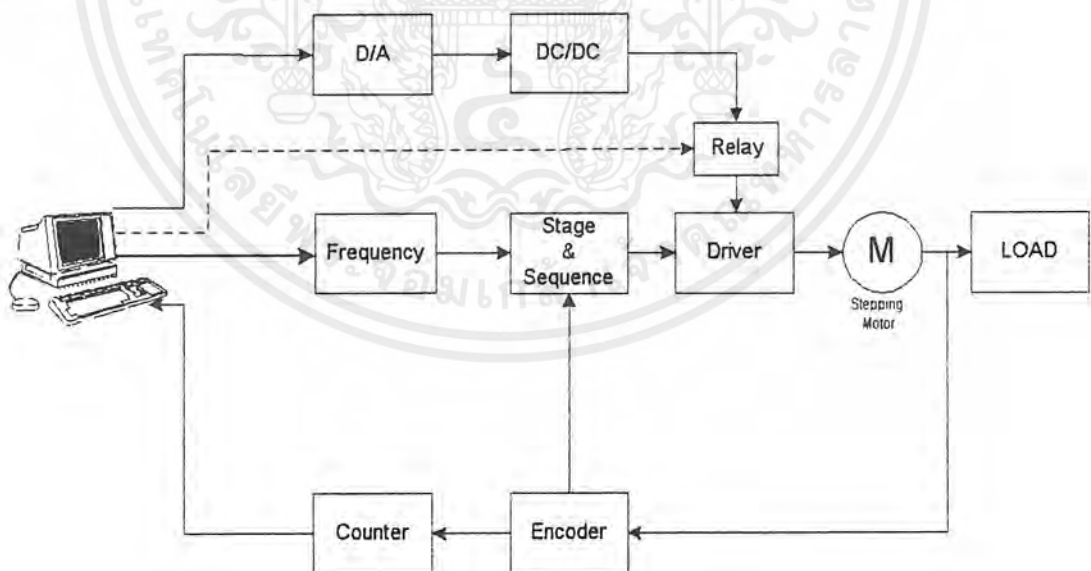 D/A
DC/DC
Relay
Frequency
Stage
&
Sequence
Driver
M
Stepping
Motor
LOAD
Counter
Encoder